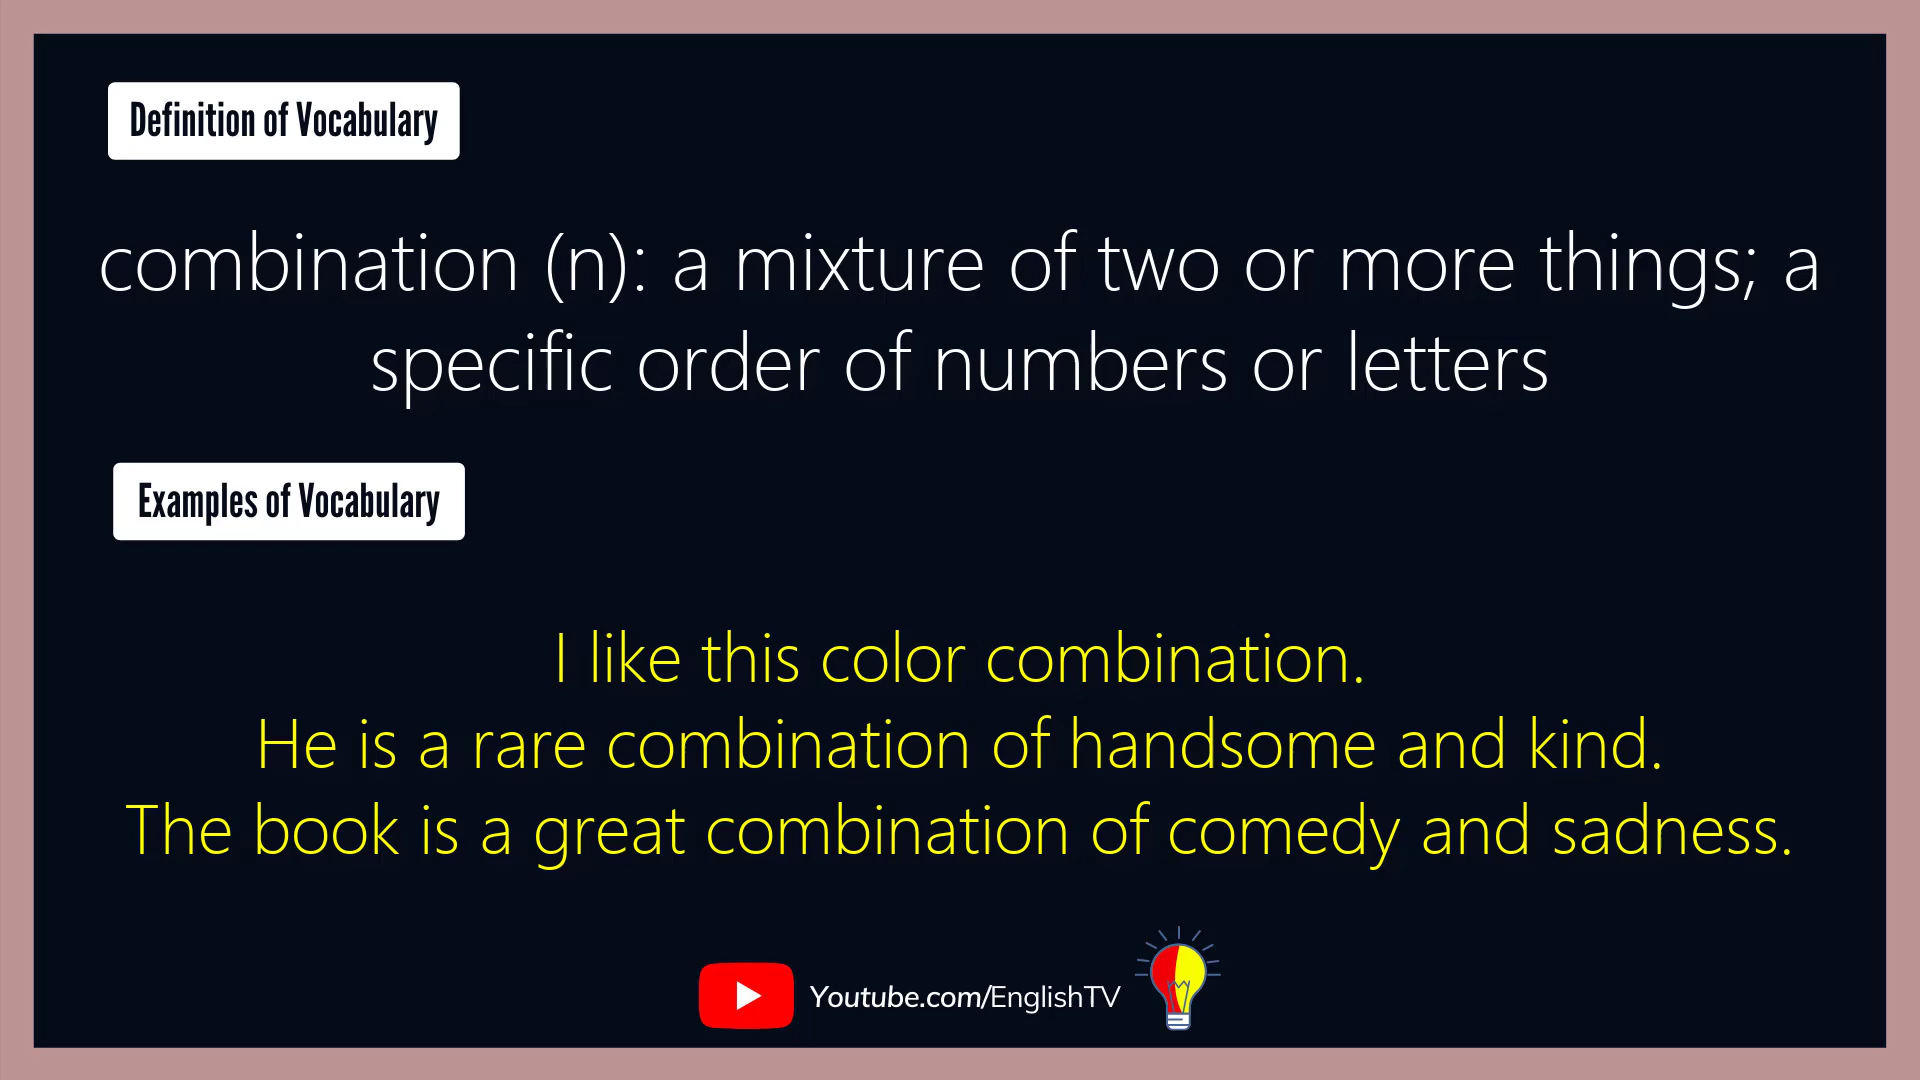 Definition of Vocabulary
combination (n): a mixture of two or more things; a
specific order of numbers or letters
Examples of Vocabulary
I like this color combination.
He is a rare combination of handsome and kind.
The book is a great combination of comedy and sadness.
Youtube.com/EnglishTV